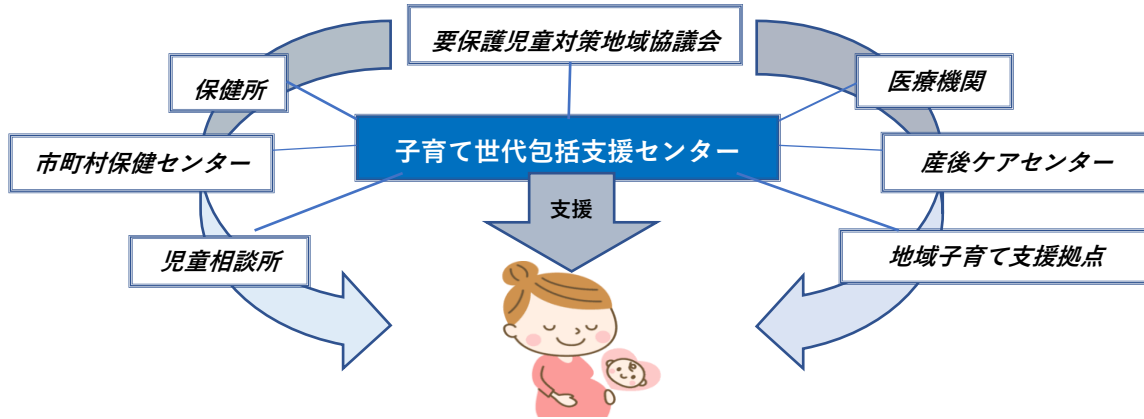 要保護児童対策地域協議会
保健所
医療機関
子育て世代包括支援センター
市町村保健センター
産後ケアセンター
支援
児童相談所
地域子育て支援拠点